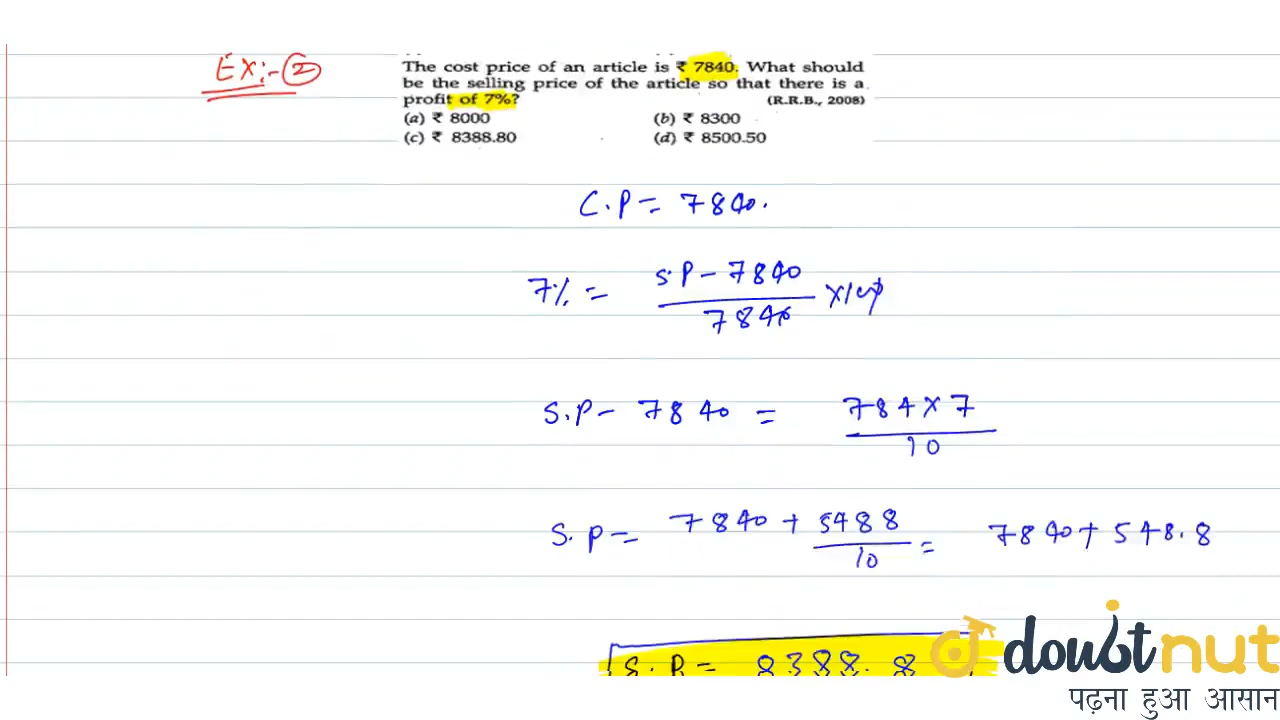 EX:- ②
The cost price of an article is ₹ 7840. What should
be the selling price of the article so that there is a
profit of 7%? (R.R.B., 2008)
(a) ₹ 8000 (b) ₹ 8300
(c) ₹ 8388.80 (d) ₹ 8500.50
C.P = 7840.
S.P - 7840
7% = ——— × 100
7840
S.P - 7840 = 784 × 7
10
S.P = 7840 + 5488 = 7840 + 548.8
10
S.P = 8388.8
doubtnut
पढ़ना हुआ आसान